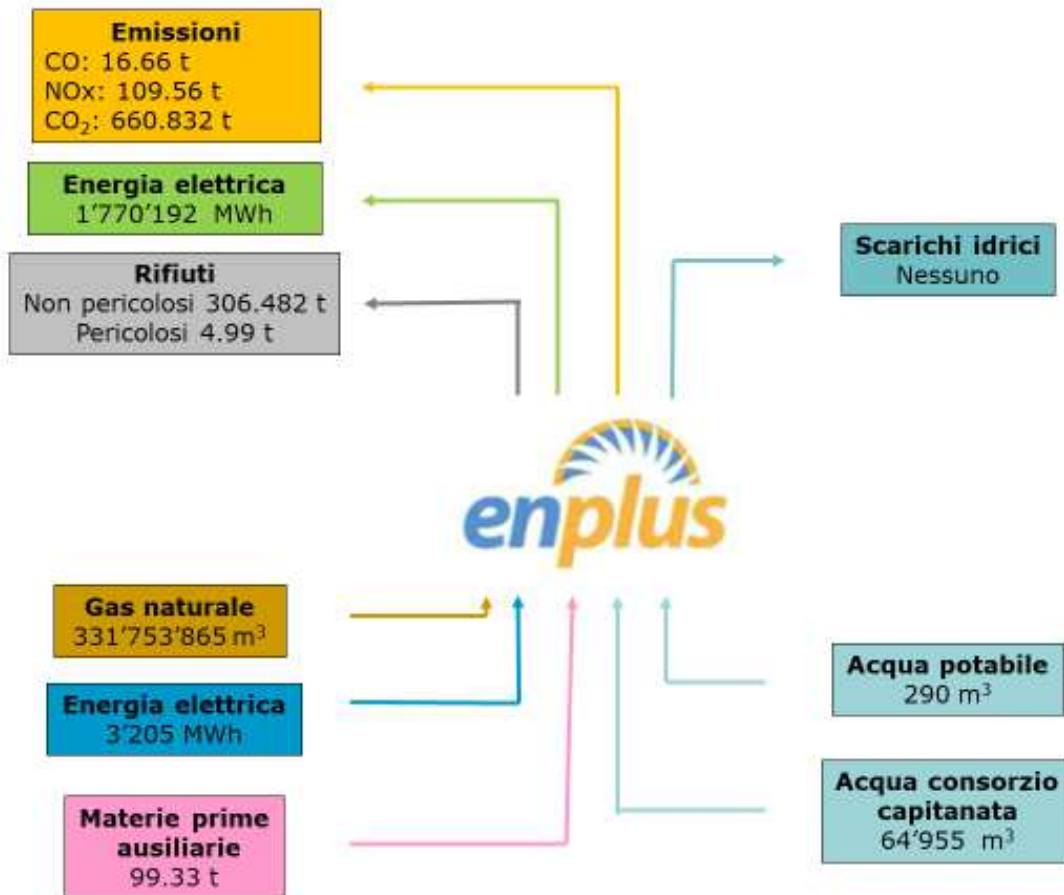 Emissioni
CO: 16.66 t
NOx: 109.56 t
CO₂: 660.832 t
Energia elettrica
1'770'192 MWh
Rifiuti
Non pericolosi 306.482 t
Pericolosi 4.99 t
Scarichi idrici
Nessuno
enplus
Gas naturale
331'753'865 m³
Energia elettrica
3'205 MWh
Materie prime
ausiliarie
99.33 t
Acqua potabile
290 m³
Acqua consorzio
capitanata
64'955 m³